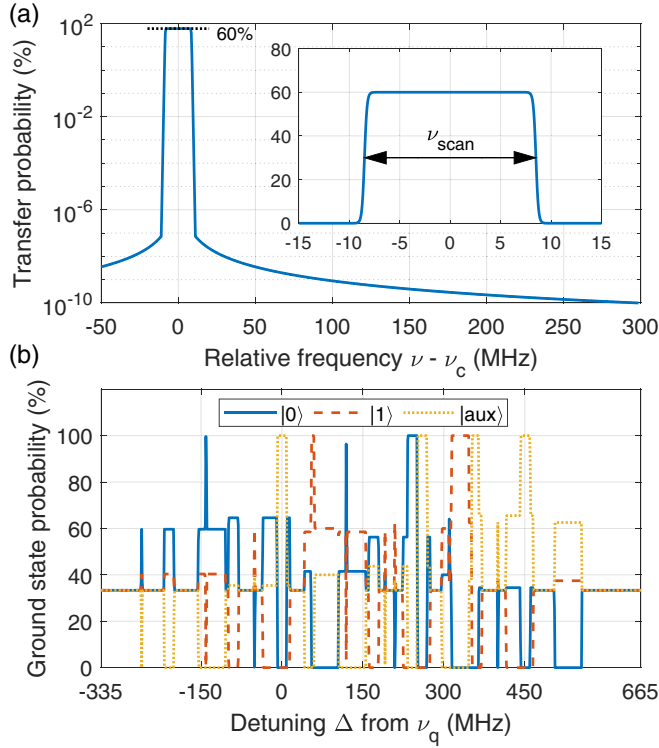 (a)
Transfer probability (%)
10^2
10^-2
10^-6
10^-10
60%
80
60
40
20
0
ν_scan
-15 -10 -5 0 5 10 15
-50 0 50 100 150 200 250 300
Relative frequency ν - ν_c (MHz)
(b)
Ground state probability (%)
|0⟩ |1⟩ |aux⟩
100
80
60
40
20
0
-335 -150 0 150 300 450 665
Detuning Δ from ν_q (MHz)